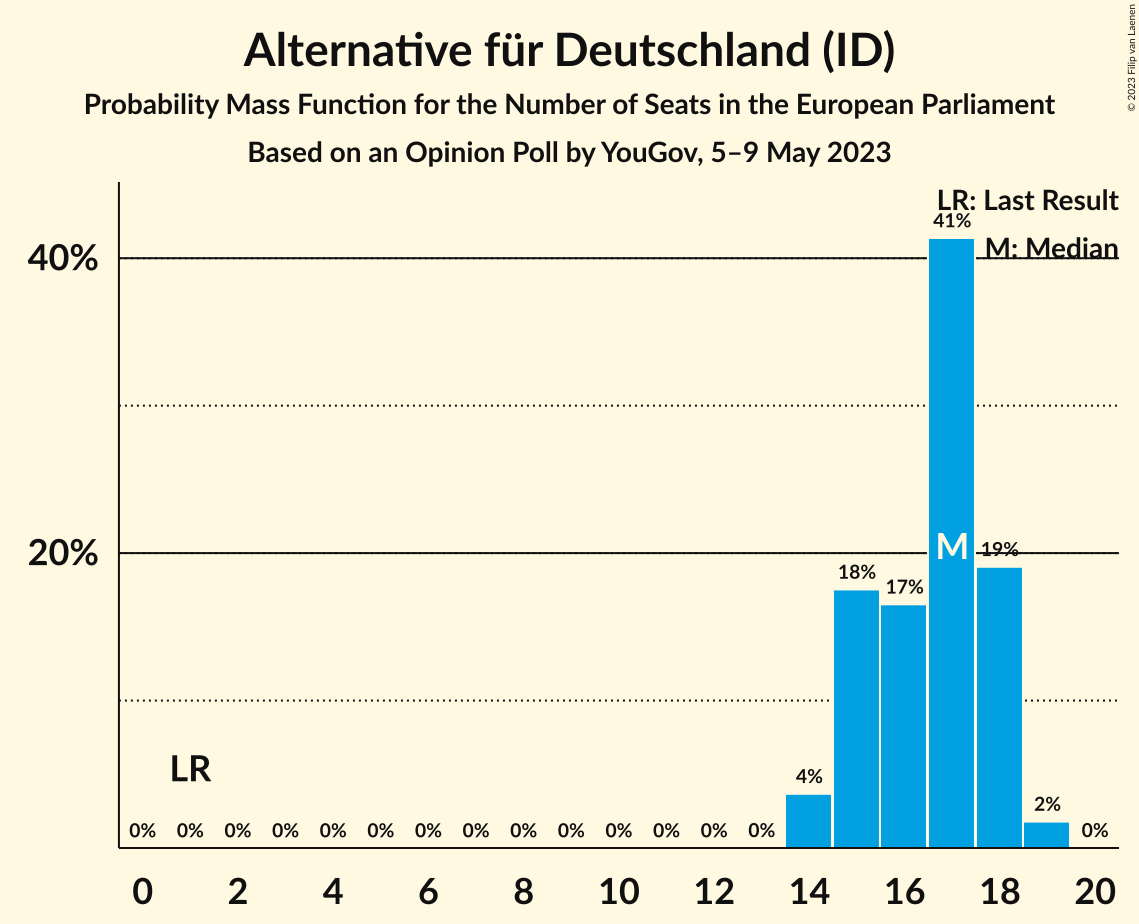 Alternative für Deutschland (ID)
Probability Mass Function for the Number of Seats in the European Parliament
Based on an Opinion Poll by YouGov, 5–9 May 2023
© 2023 Filip van Laenen
LR: Last Result
41%
M: Median
40%
M
20%
19%
18%
17%
LR
4%
2%
0% 0% 0% 0% 0% 0% 0% 0% 0% 0% 0% 0% 0% 0% 0%
0 2 4 6 8 10 12 14 16 18 20